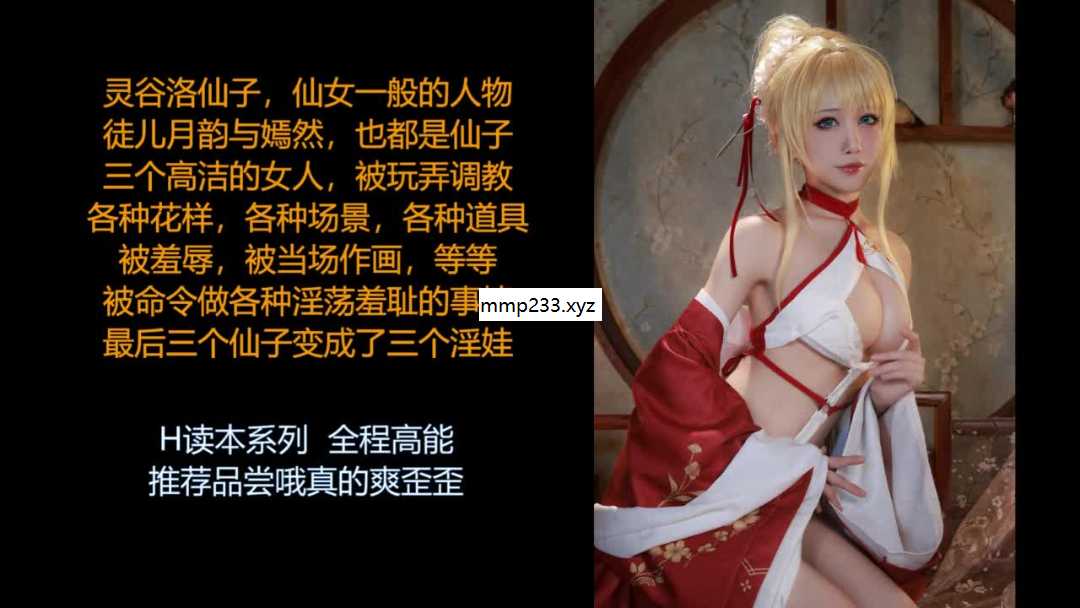 灵谷洛仙子，仙女一般的人物
徒儿月韵与嫣然，也都是仙子
三个高洁的女人，被玩弄调教
各种花样，各种场景，各种道具
被羞辱，被当场作画，等等
被命令做各种淫荡羞耻的事
mmp233.xyz
最后三个仙子变成了三个淫娃
H读本系列 全程高能
推荐品尝哦真的爽歪歪